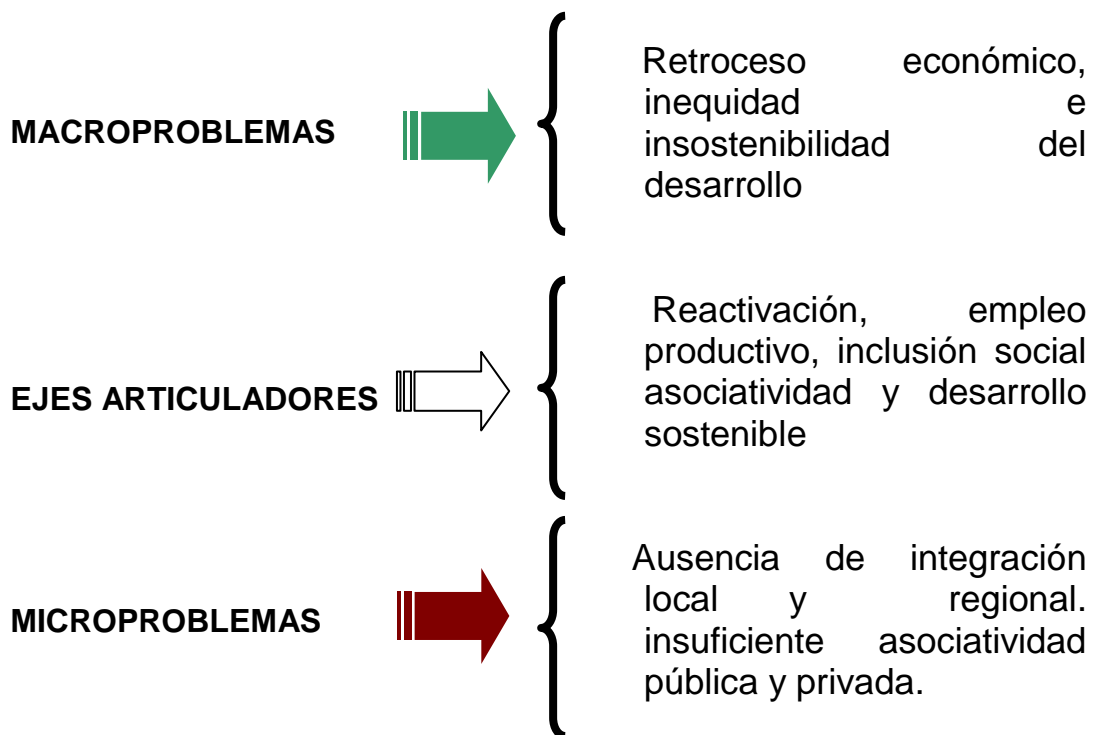 MACROPROBLEMAS
Retroceso económico,
inequidad e
insostenibilidad del
desarrollo
EJES ARTICULADORES
Reactivación, empleo
productivo, inclusión social
asociatividad y desarrollo
sostenible
MICROPROBLEMAS
Ausencia de integración
local y regional.
insuficiente asociatividad
pública y privada.